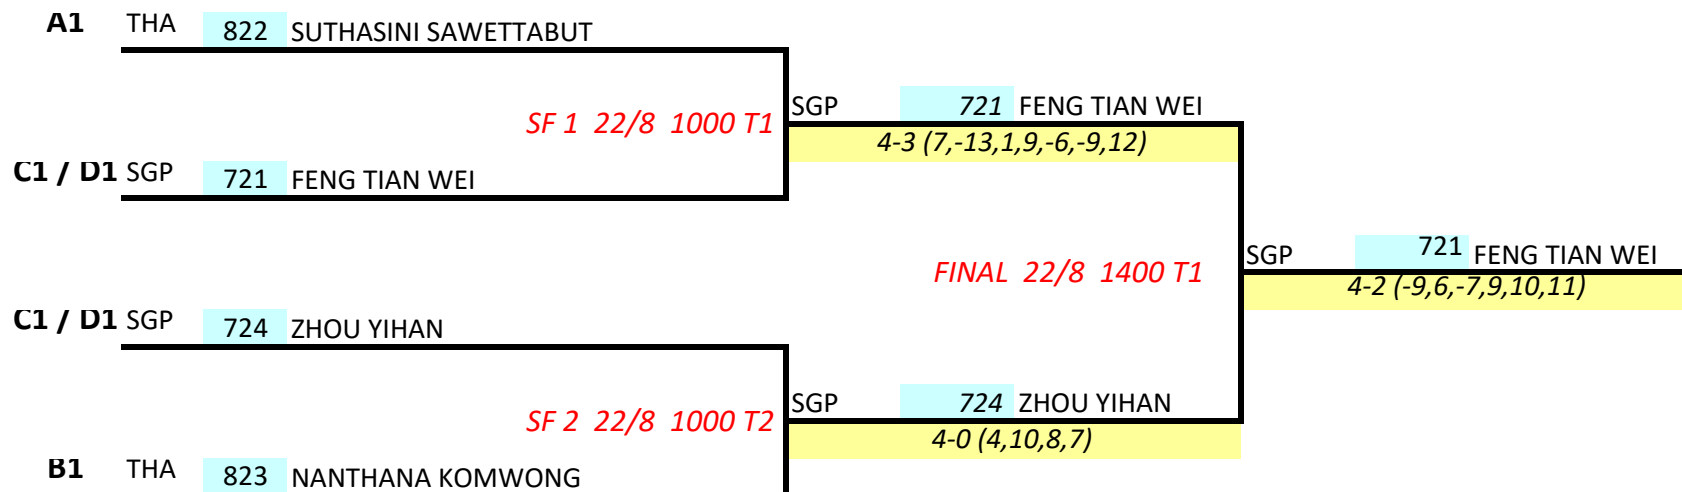 A1 THA 822 SUTHASINI SAWETTABUT
SGP 721 FENG TIAN WEI
SF 1 22/8 1000 T1
4-3 (7,-13,1,9,-6,-9,12)
C1 / D1 SGP 721 FENG TIAN WEI
SGP 721 FENG TIAN WEI
FINAL 22/8 1400 T1
4-2 (-9,6,-7,9,10,11)
C1 / D1 SGP 724 ZHOU YIHAN
SGP 724 ZHOU YIHAN
SF 2 22/8 1000 T2
4-0 (4,10,8,7)
B1 THA 823 NANTHANA KOMWONG